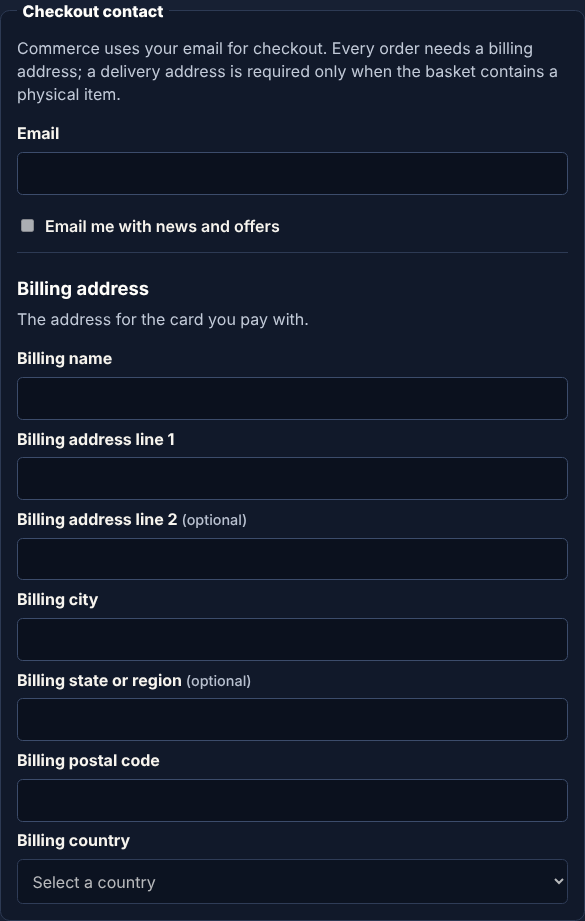 Checkout contact
Commerce uses your email for checkout. Every order needs a billing
address; a delivery address is required only when the basket contains a
physical item.
Email
Email me with news and offers
Billing address
The address for the card you pay with.
Billing name
Billing address line 1
Billing address line 2 (optional)
Billing city
Billing state or region (optional)
Billing postal code
Billing country
Select a country